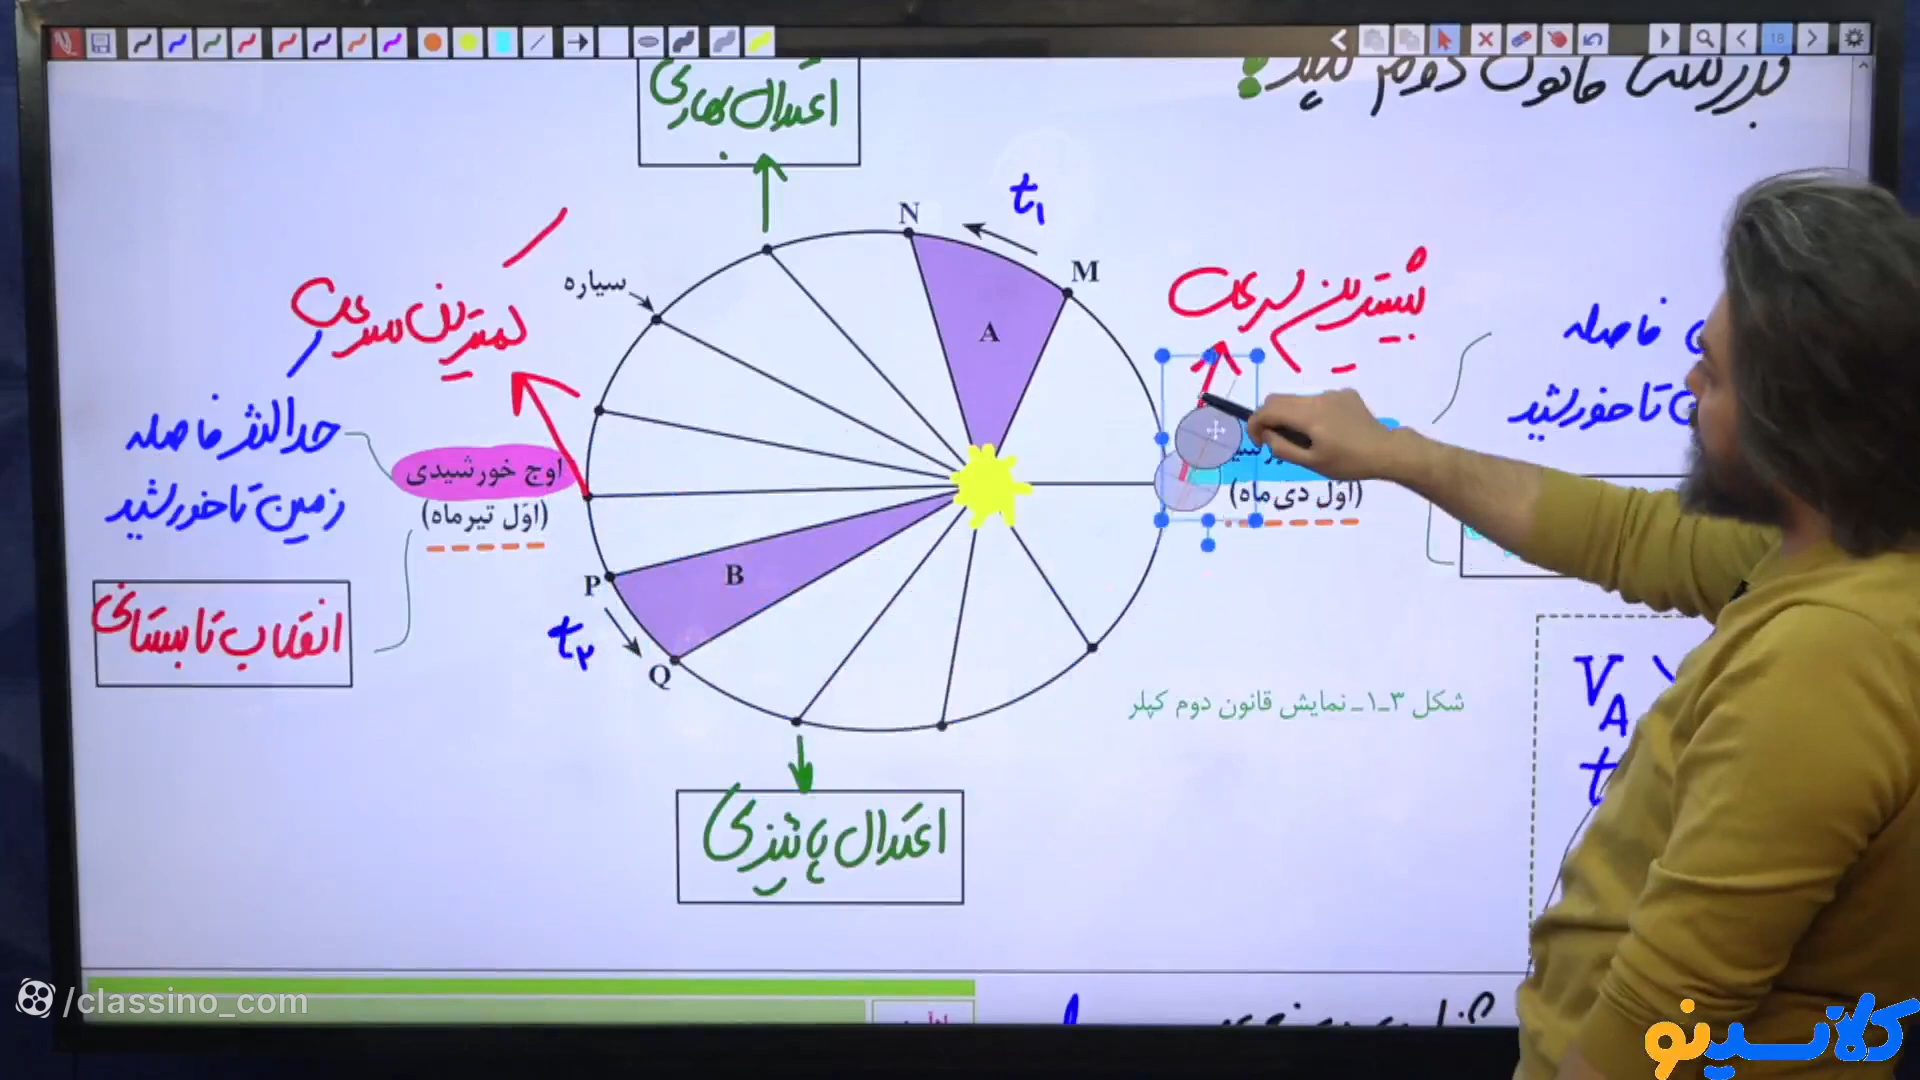 بررسی قانون دوم کپلر:
اعتدال بهاری
t۱
N
M
سیاره
A
بیشترین سرعت
کمترین سرعت
فاصله
تا خورشید
حداکثر فاصله
زمین تا خورشید
اوج خورشیدی
(اوّل تیرماه)
(اوّل دی‌ماه)
انقلاب تابستانی
P
B
t۲
Q
شکل ۳ـ۱ـ نمایش قانون دوم کپلر
V
A
t
اعتدال پائیزی
/classino_com
کلاسینو
18